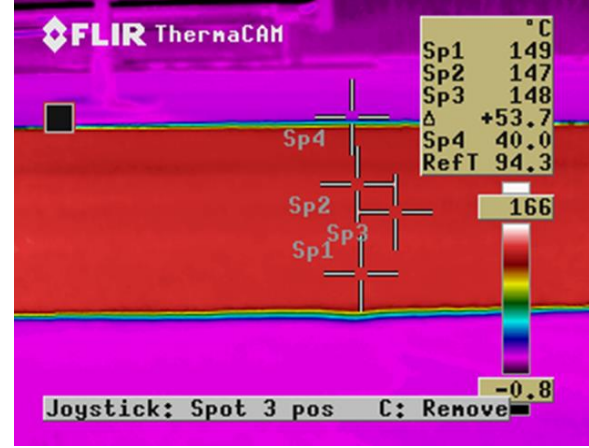 FLIR ThermaCAM
°C
Sp1 149
Sp2 147
Sp3 148
Δ +53.7
Sp4 40.0
RefT 94.3
Sp4
166
Sp2
Sp3
Sp1
-0.8
Joystick: Spot 3 pos C: Remove